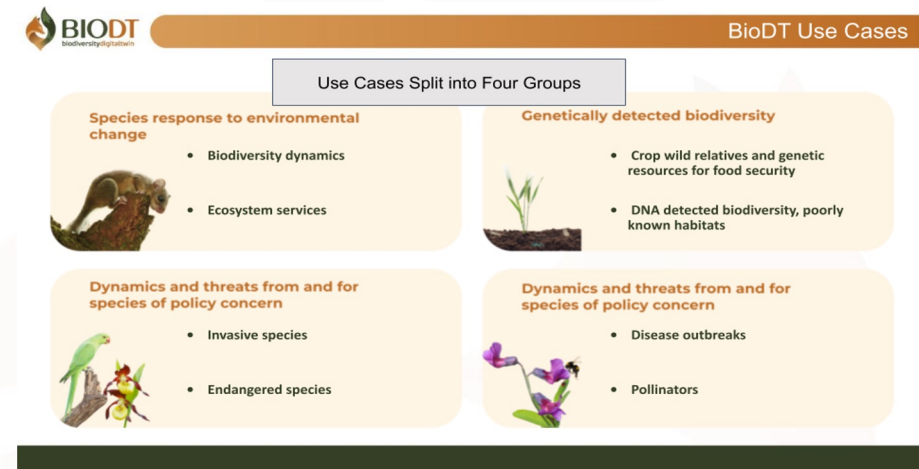 BIODT
biodiversitydigitaltwin
BioDT Use Cases
Use Cases Split into Four Groups
Species response to environmental
change
• Biodiversity dynamics
• Ecosystem services
Genetically detected biodiversity
• Crop wild relatives and genetic
resources for food security
• DNA detected biodiversity, poorly
known habitats
Dynamics and threats from and for
species of policy concern
• Invasive species
• Endangered species
Dynamics and threats from and for
species of policy concern
• Disease outbreaks
• Pollinators